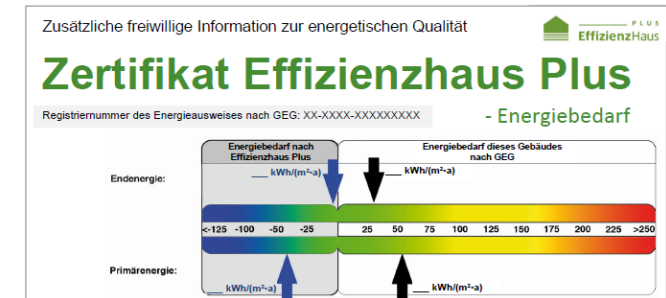 Zusätzliche freiwillige Information zur energetischen Qualität
PLUS
EffizienzHaus
Zertifikat Effizienzhaus Plus
Registriernummer des Energieausweises nach GEG: XX-XXXX-XXXXXXXXX
- Energiebedarf
Energiebedarf nach
Effizienzhaus Plus
Energiebedarf dieses Gebäudes
nach GEG
Endenergie:
___ kWh/(m²·a)
___ kWh/(m²·a)
<-125 -100 -50 -25 25 50 75 100 125 150 175 200 225 >250
Primärenergie:
___ kWh/(m²·a)
___ kWh/(m²·a)